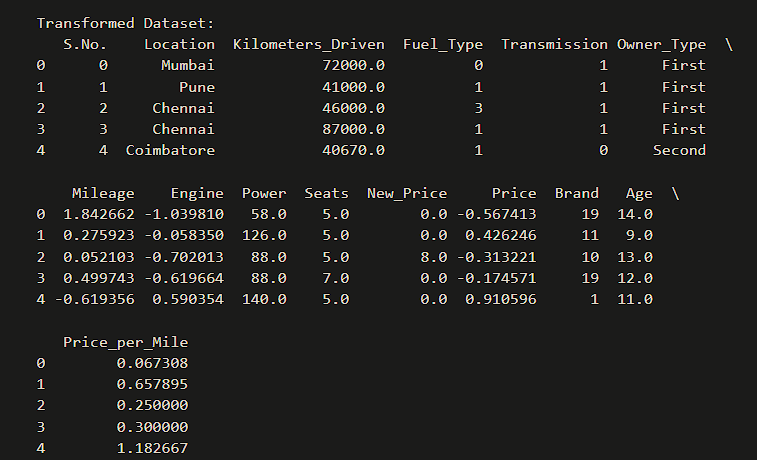 Transformed Dataset:
S.No. Location Kilometers_Driven Fuel_Type Transmission Owner_Type \
0 0 Mumbai 72000.0 0 1 First
1 1 Pune 41000.0 1 1 First
2 2 Chennai 46000.0 3 1 First
3 3 Chennai 87000.0 1 1 First
4 4 Coimbatore 40670.0 1 0 Second
Mileage Engine Power Seats New_Price Price Brand Age \
0 1.842662 -1.039810 58.0 5.0 0.0 -0.567413 19 14.0
1 0.275923 -0.058350 126.0 5.0 0.0 0.426246 11 9.0
2 0.052103 -0.702013 88.0 5.0 8.0 -0.313221 10 13.0
3 0.499743 -0.619664 88.0 7.0 0.0 -0.174571 19 12.0
4 -0.619356 0.590354 140.0 5.0 0.0 0.910596 1 11.0
Price_per_Mile
0 0.067308
1 0.657895
2 0.250000
3 0.300000
4 1.182667